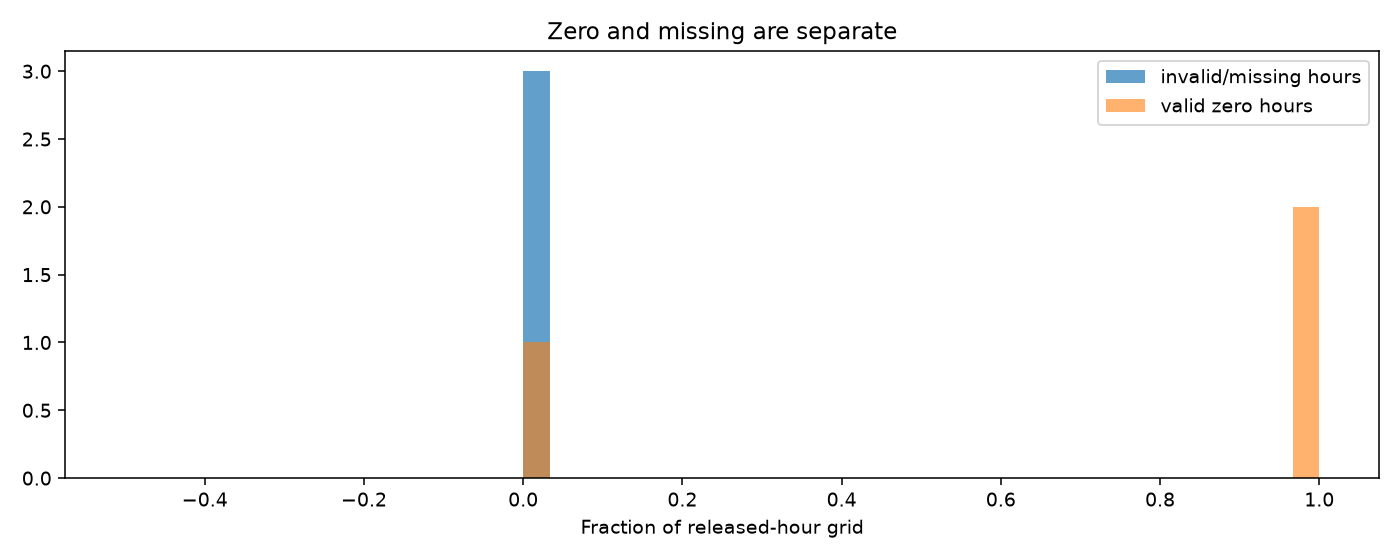 Zero and missing are separate
invalid/missing hours
valid zero hours
3.0
2.5
2.0
1.5
1.0
0.5
0.0
−0.4 −0.2 0.0 0.2 0.4 0.6 0.8 1.0
Fraction of released-hour grid